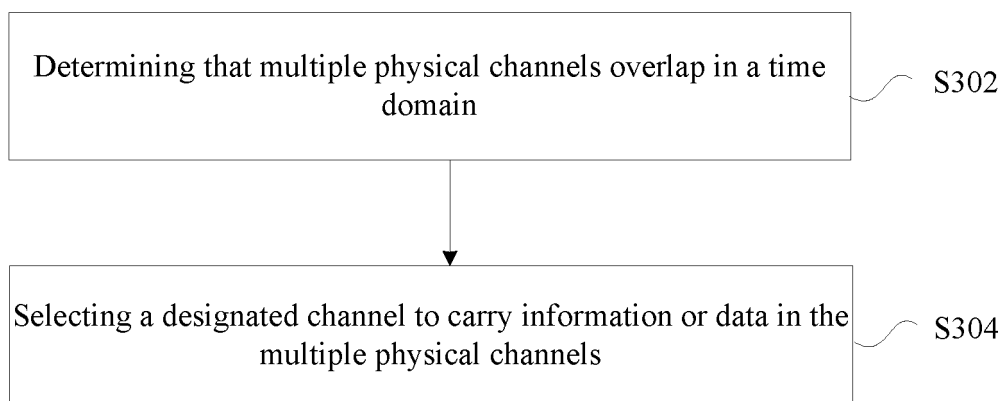 Determining that multiple physical channels overlap in a time
domain
S302
Selecting a designated channel to carry information or data in the
multiple physical channels
S304